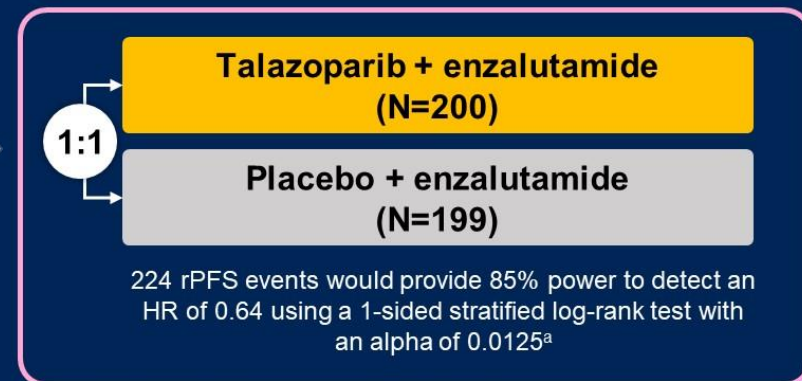 Talazoparib + enzalutamide
(N=200)
1:1
Placebo + enzalutamide
(N=199)
224 rPFS events would provide 85% power to detect an
HR of 0.64 using a 1-sided stratified log-rank test with
an alpha of 0.0125ᵃ